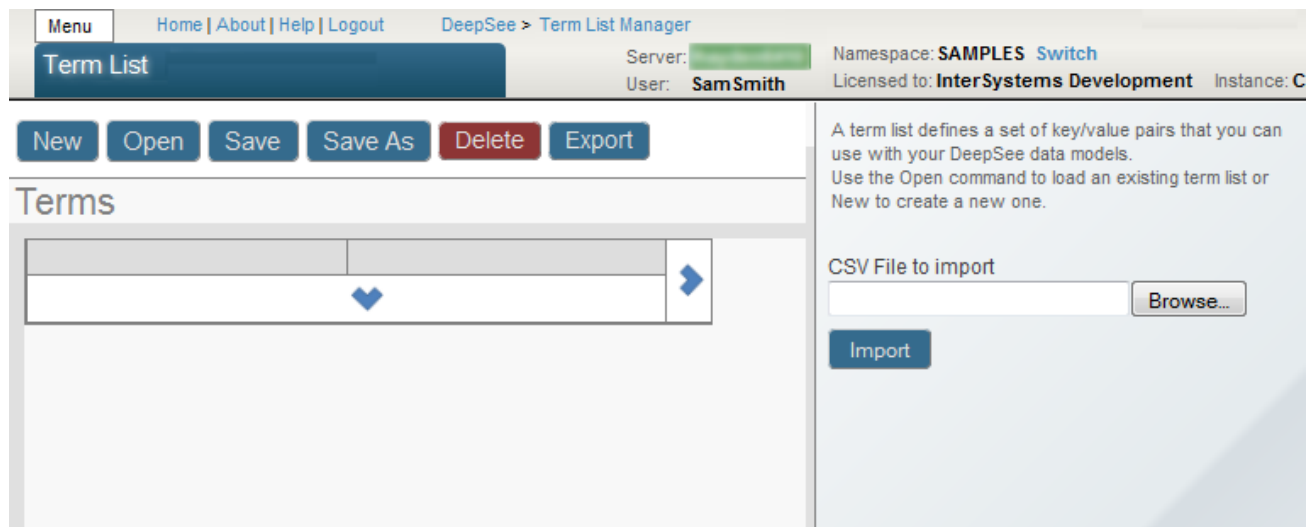 Menu
Home | About | Help | Logout
DeepSee > Term List Manager
Term List
Server:
User: SamSmith
Namespace: SAMPLES Switch
Licensed to: InterSystems Development Instance: C
New Open Save Save As Delete Export
Terms
A term list defines a set of key/value pairs that you can
use with your DeepSee data models.
Use the Open command to load an existing term list or
New to create a new one.
CSV File to import
Browse...
Import